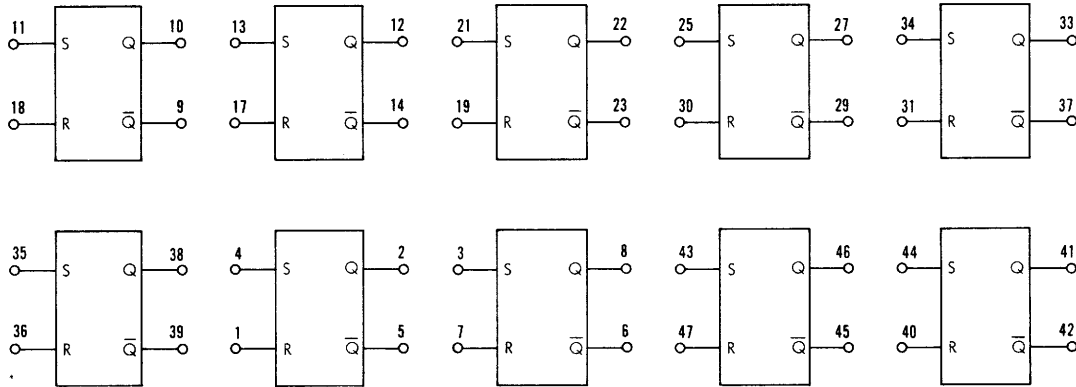 11 10 13 12 21 22 25 27 34 33
S Q S Q S Q S Q S Q
18 9 17 14 19 23 30 29 31 37
R Q̅ R Q̅ R Q̅ R Q̅ R Q̅
35 38 4 2 3 8 43 46 44 41
S Q S Q S Q S Q S Q
36 39 1 5 7 6 47 45 40 42
R Q̅ R Q̅ R Q̅ R Q̅ R Q̅